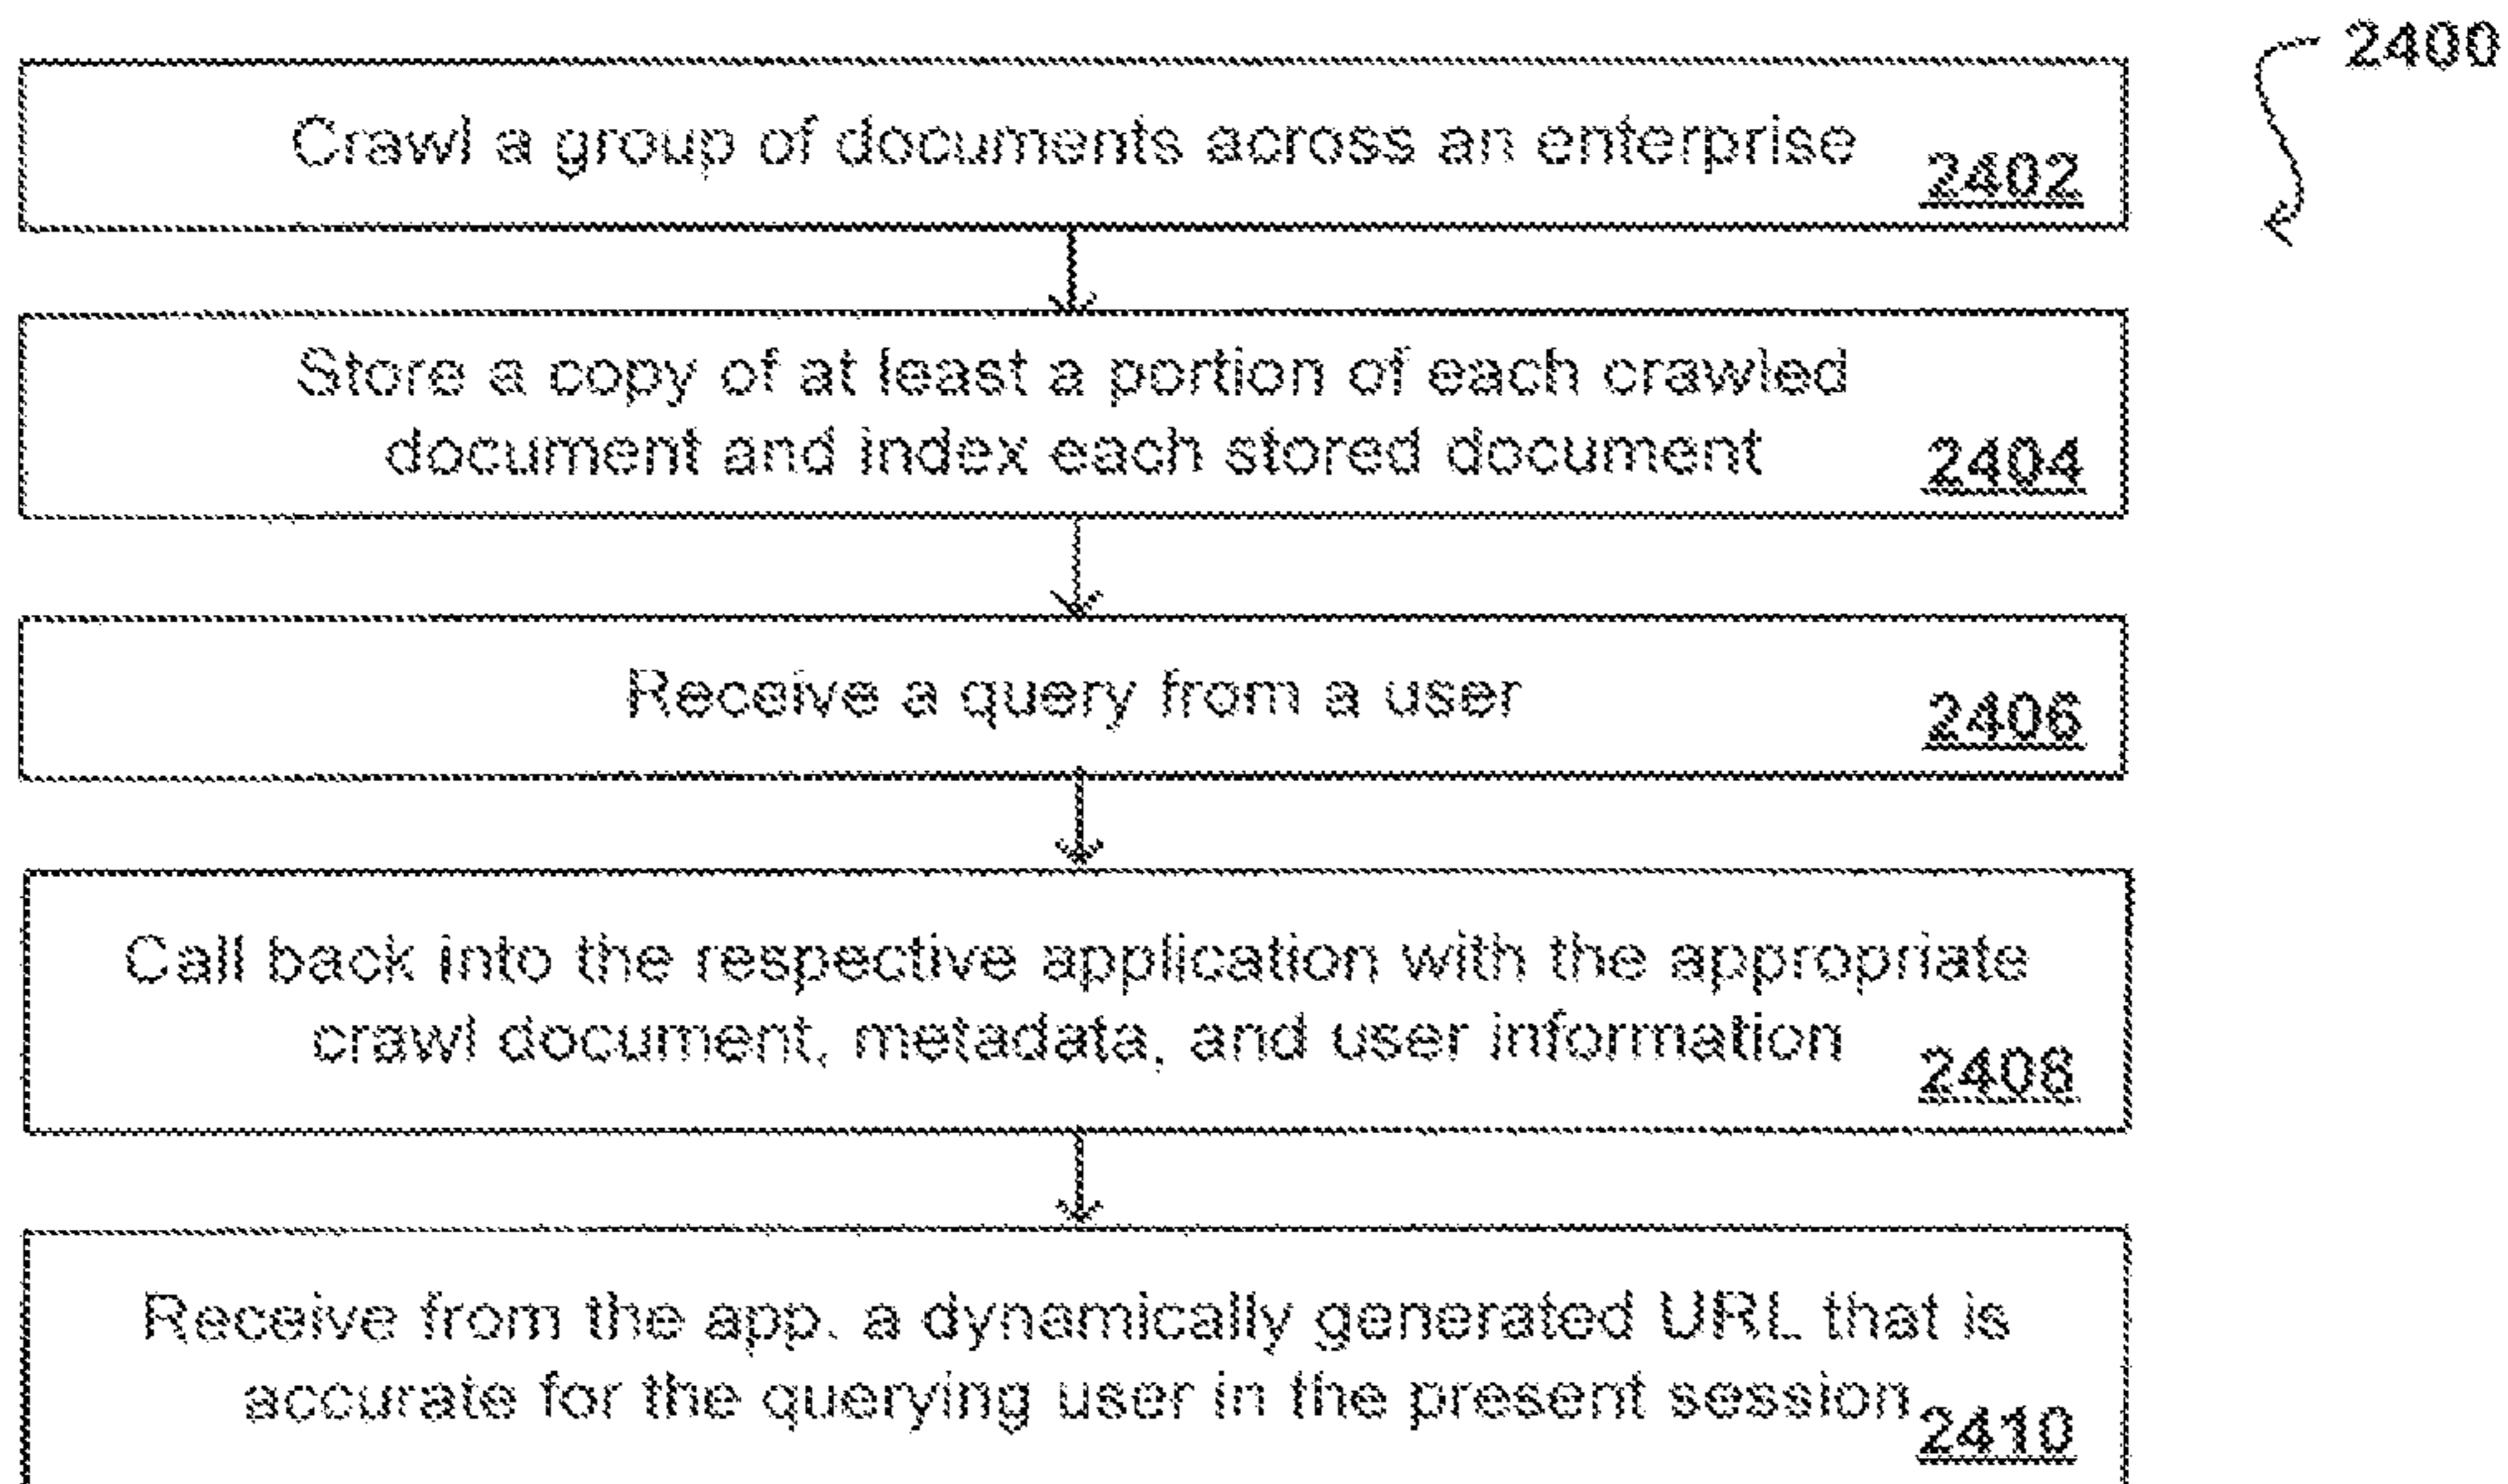 2400
Crawl a group of documents across an enterprise
2402
Store a copy of at least a portion of each crawled
document and index each stored document
2404
Receive a query from a user
2406
Call back into the respective application with the appropriate
crawl document, metadata, and user information
2408
Receive from the app. a dynamically generated URL that is
accurate for the querying user in the present session
2410